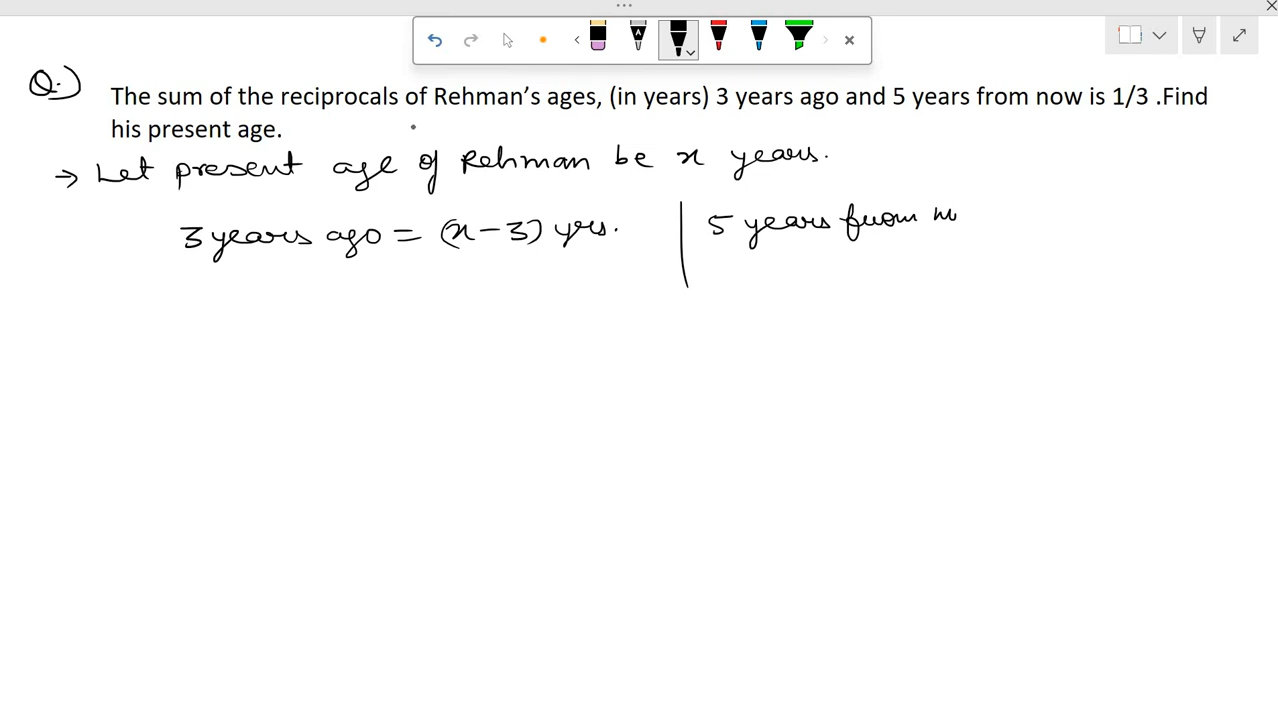 Q.)
The sum of the reciprocals of Rehman’s ages, (in years) 3 years ago and 5 years from now is 1/3 .Find
his present age.
→ Let present age of Rehman be x years.
3 years ago = (x-3) yrs. | 5 years from